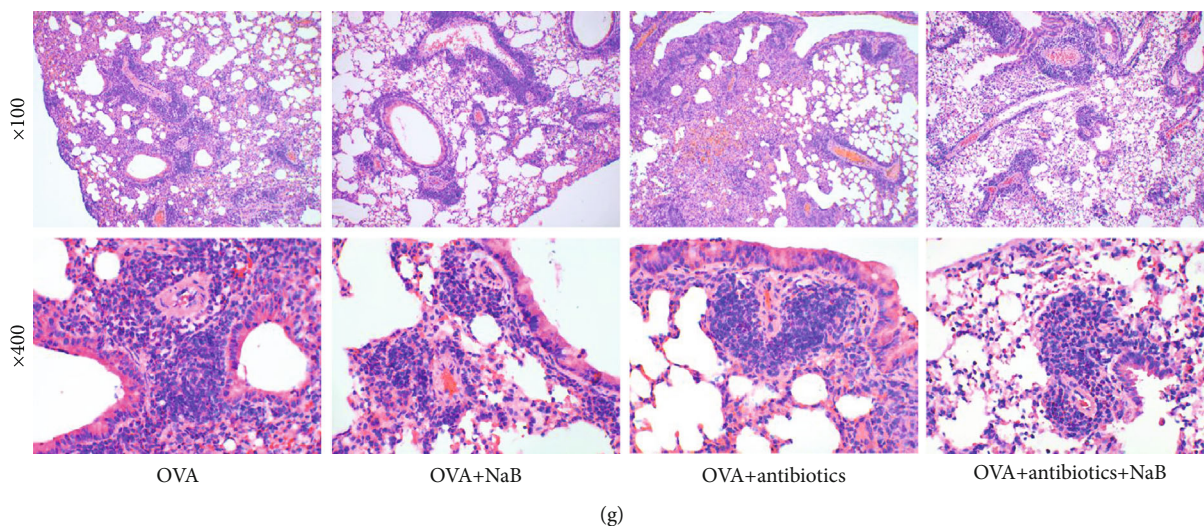 ×100
×400
OVA
OVA+NaB
OVA+antibiotics
OVA+antibiotics+NaB
(g)